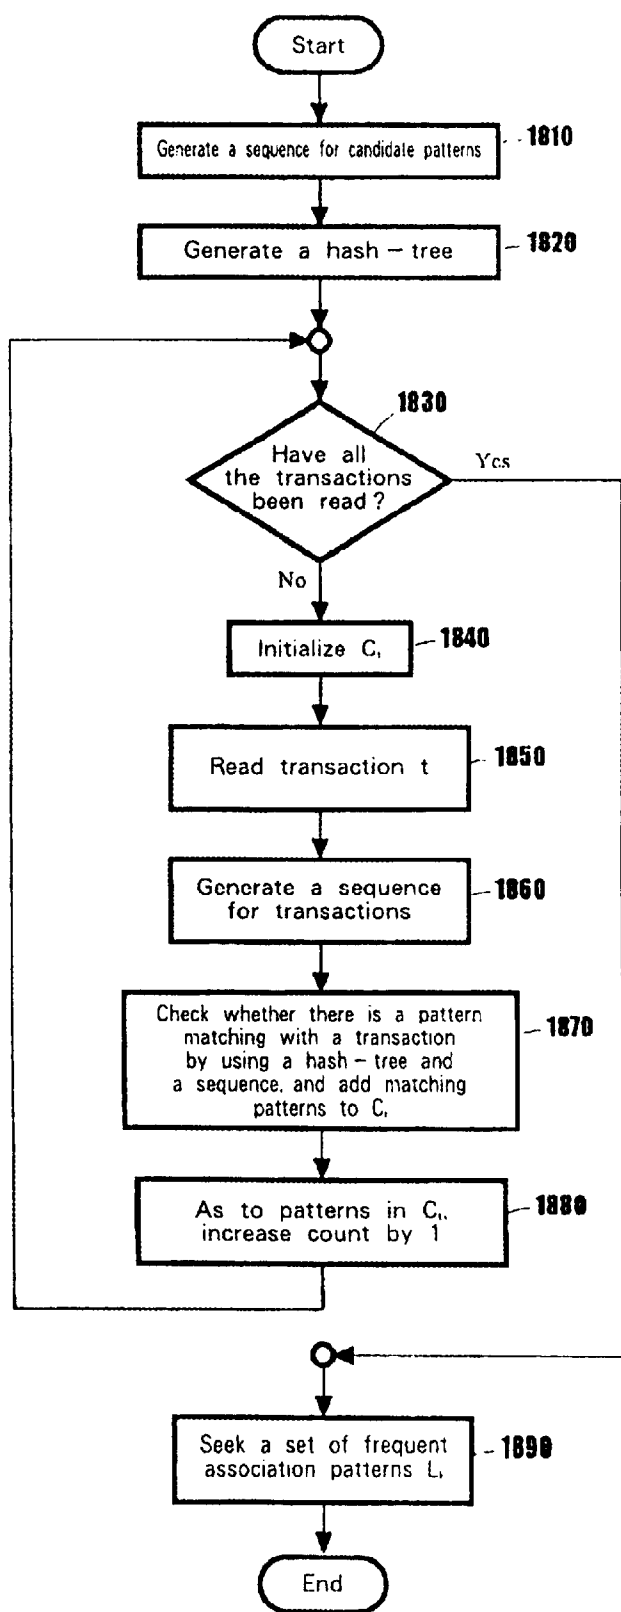 Start
Generate a sequence for candidate patterns
1810
Generate a hash-tree
1820
1830
Have all
the transactions
been read?
Yes
No
Initialize Cₜ
1840
Read transaction t
1850
Generate a sequence
for transactions
1860
Check whether there is a pattern
matching with a transaction
by using a hash-tree and
a sequence, and add matching
patterns to Cₜ
1870
As to patterns in Cₜ,
increase count by 1
1880
Seek a set of frequent
association patterns L
1890
End